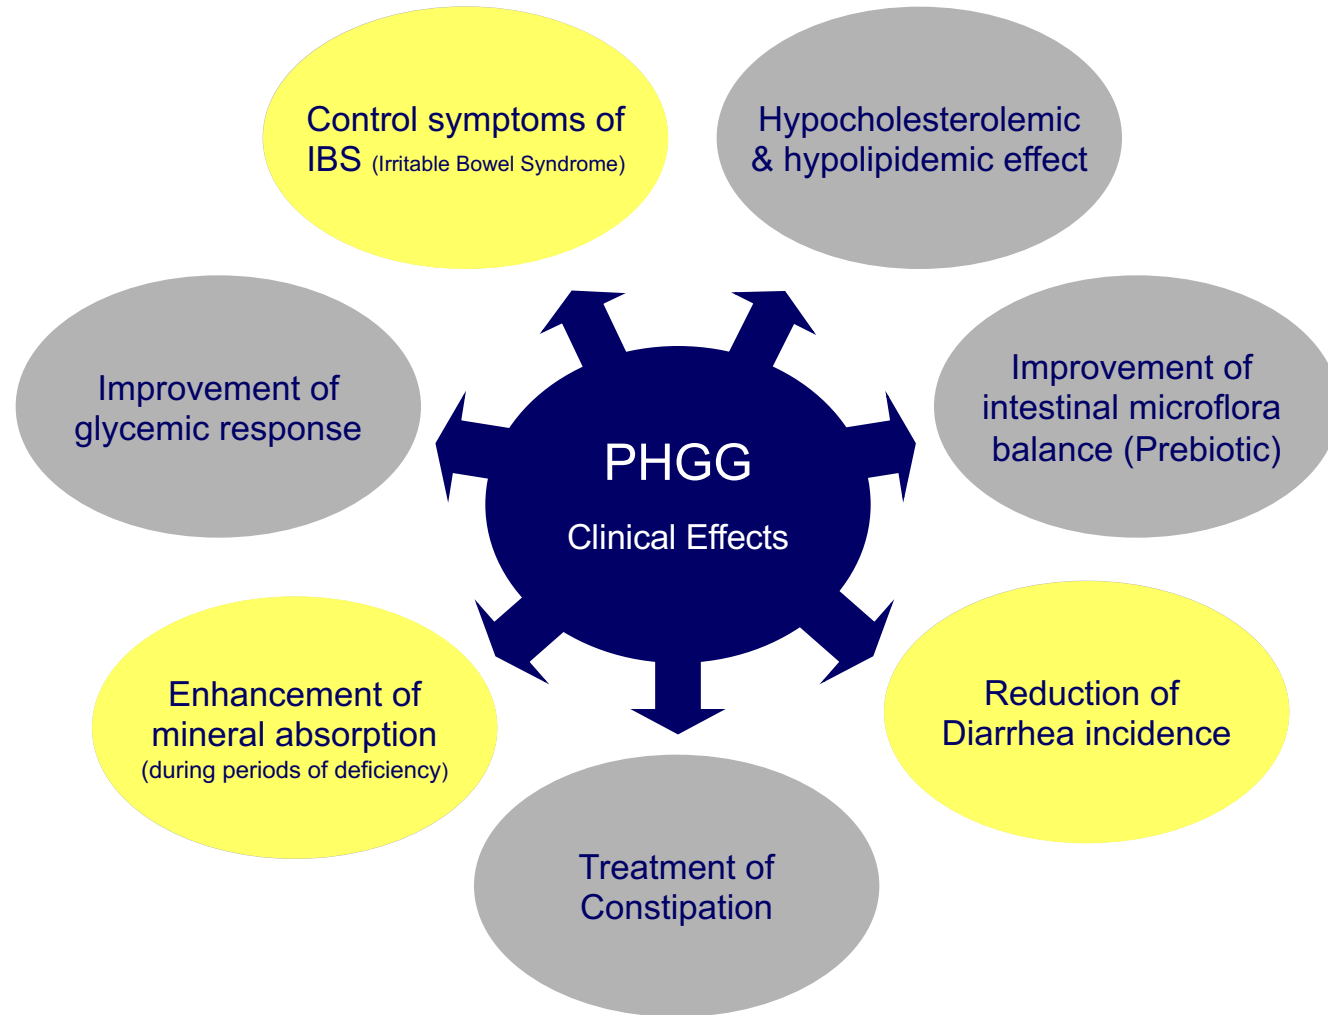 Control symptoms of
IBS (Irritable Bowel Syndrome)
Hypocholesterolemic
& hypolipidemic effect
Improvement of
glycemic response
PHGG
Clinical Effects
Improvement of
intestinal microflora
balance (Prebiotic)
Enhancement of
mineral absorption
(during periods of deficiency)
Reduction of
Diarrhea incidence
Treatment of
Constipation